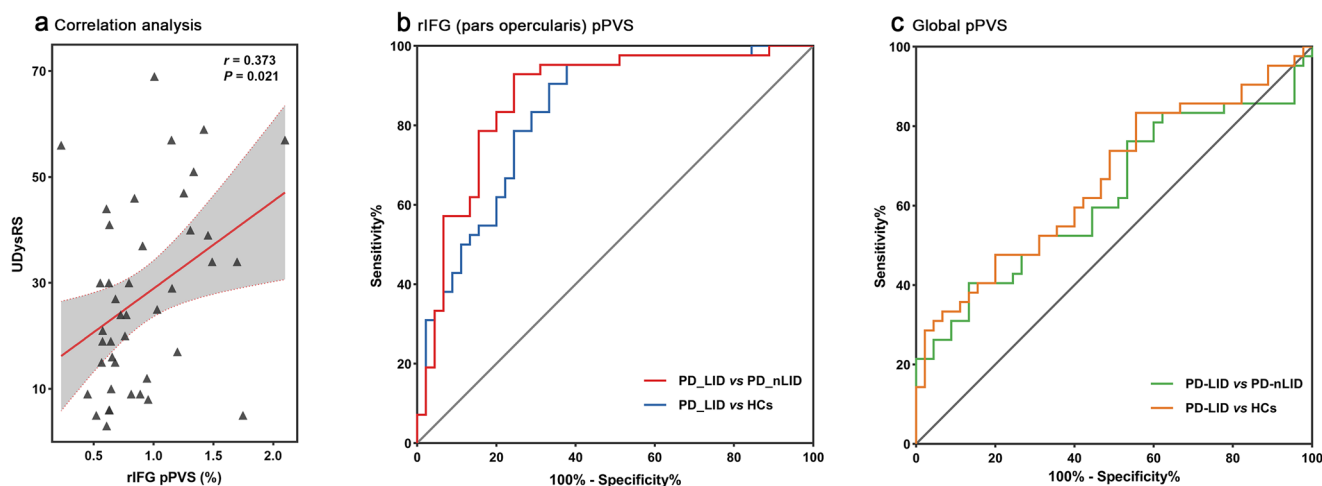 a Correlation analysis
r = 0.373
P = 0.021
70
50
30
10
UDysRS
0.5 1.0 1.5 2.0
rIFG pPVS (%)
b rIFG (pars opercularis) pPVS
100
80
60
40
20
0
Sensitivity%
PD_LID vs PD_nLID
PD_LID vs HCs
0 20 40 60 80 100
100% - Specificity%
c Global pPVS
100
80
60
40
20
0
Sensitivity%
PD-LID vs PD-nLID
PD-LID vs HCs
0 20 40 60 80 100
100% - Specificity%